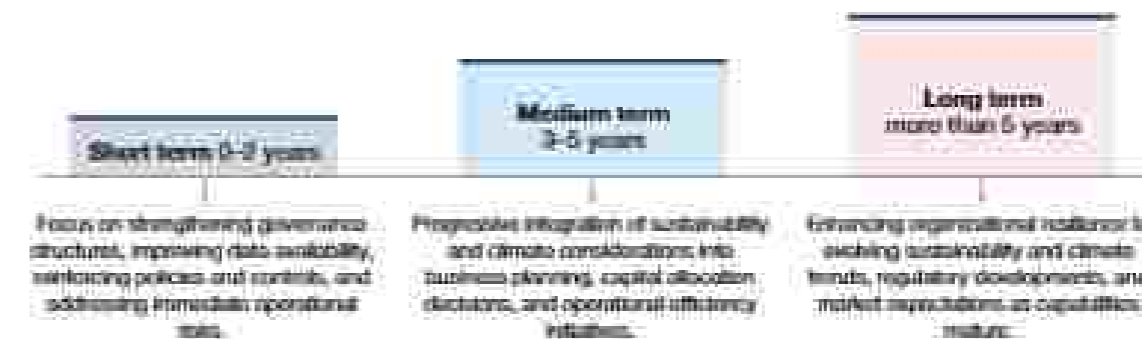 Short term 0-2 years
Focus on strengthening governance
structures, improving data availability,
reinforcing policies and controls, and
addressing immediate operational
risks.
Medium term
3-5 years
Progressive integration of sustainability
and climate considerations into
business planning, capital allocation
decisions, and operational efficiency
initiatives.
Long term
more than 5 years
Enhancing organisational resilience
evolving sustainability and climate
trends, regulatory developments, and
market expectations as capabilities
mature.